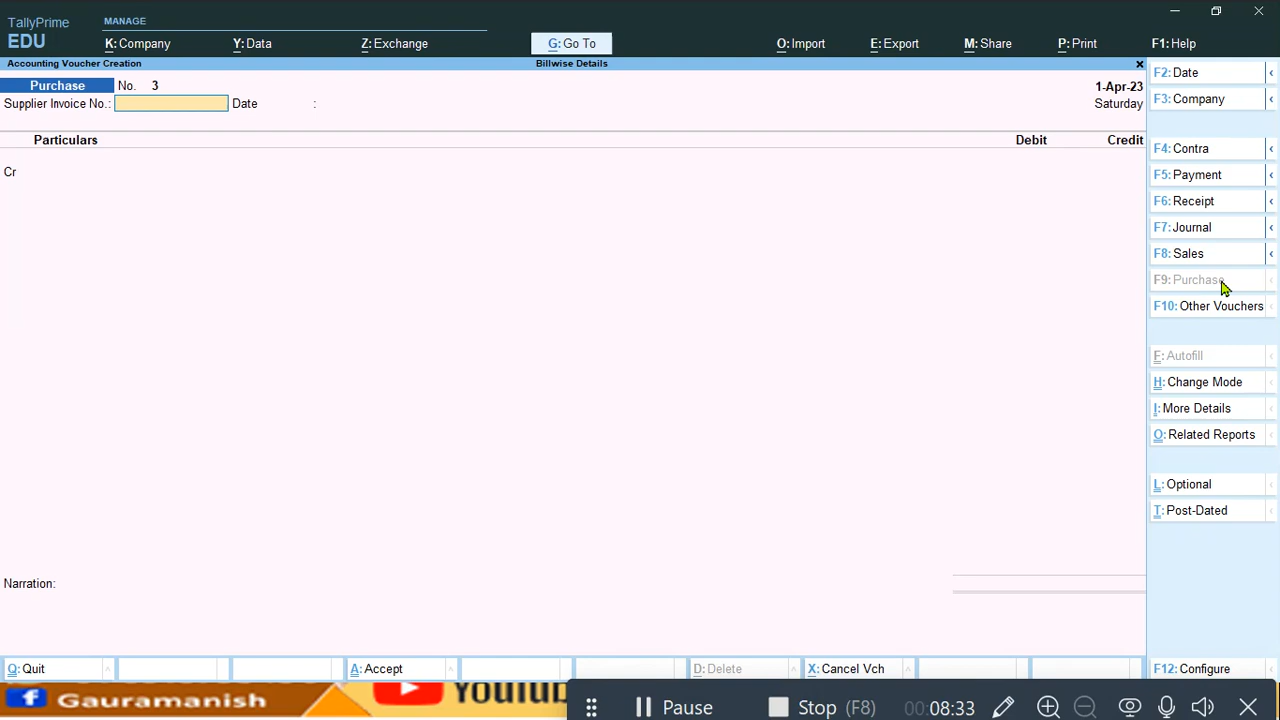 TallyPrime
EDU
MANAGE
K: Company
Y: Data
Z: Exchange
G: Go To
O: Import
E: Export
M: Share
P: Print
F1: Help
Accounting Voucher Creation
Billwise Details
×
Purchase No. 3
1-Apr-23
Supplier Invoice No.: Date :
Saturday
Particulars Debit Credit
Cr
Narration:
F2: Date
F3: Company
F4: Contra
F5: Payment
F6: Receipt
F7: Journal
F8: Sales
F9: Purchase
F10: Other Vouchers
F: Autofill
H: Change Mode
I: More Details
O: Related Reports
L: Optional
T: Post-Dated
F12: Configure
Q: Quit
A: Accept
D: Delete
X: Cancel Vch
f Gauramanish
YouTub
Pause
Stop (F8)
00:08:33